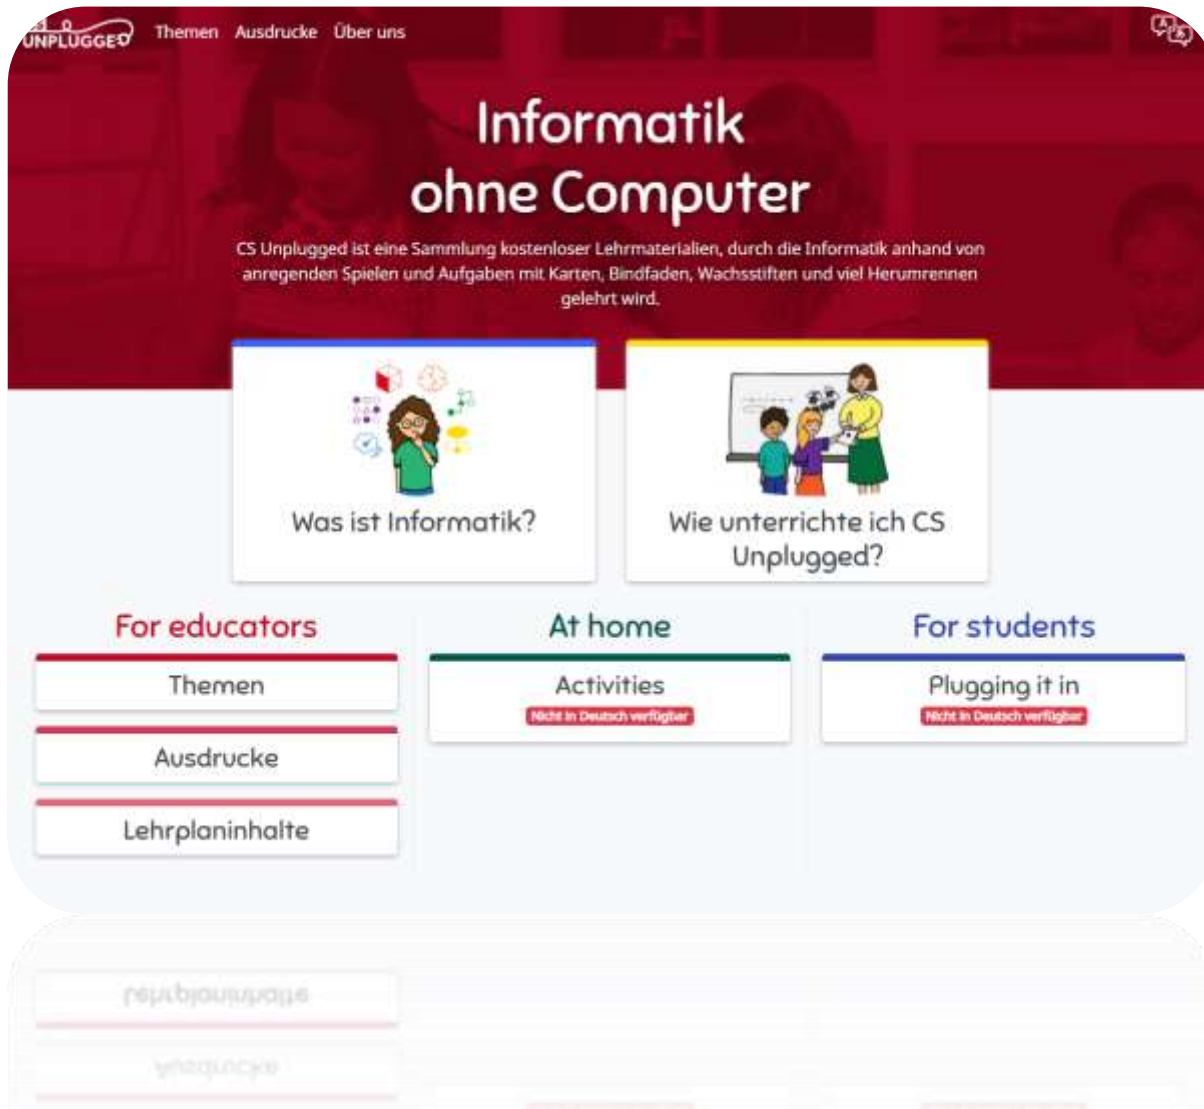 UNPLUGGED Themen Ausdrucke Über uns
Informatik
ohne Computer
CS Unplugged ist eine Sammlung kostenloser Lehrmaterialien, durch die Informatik anhand von
anregenden Spielen und Aufgaben mit Karten, Bindfaden, Wachsstiften und viel Herumrennen
gelehrt wird.
Was ist Informatik?
Wie unterrichte ich CS
Unplugged?
For educators
Themen
Ausdrucke
Lehrplaninhalte
At home
Activities
Nicht in Deutsch verfügbar
For students
Plugging it in
Nicht in Deutsch verfügbar
Lehrplaninhalte
Ausdrucke